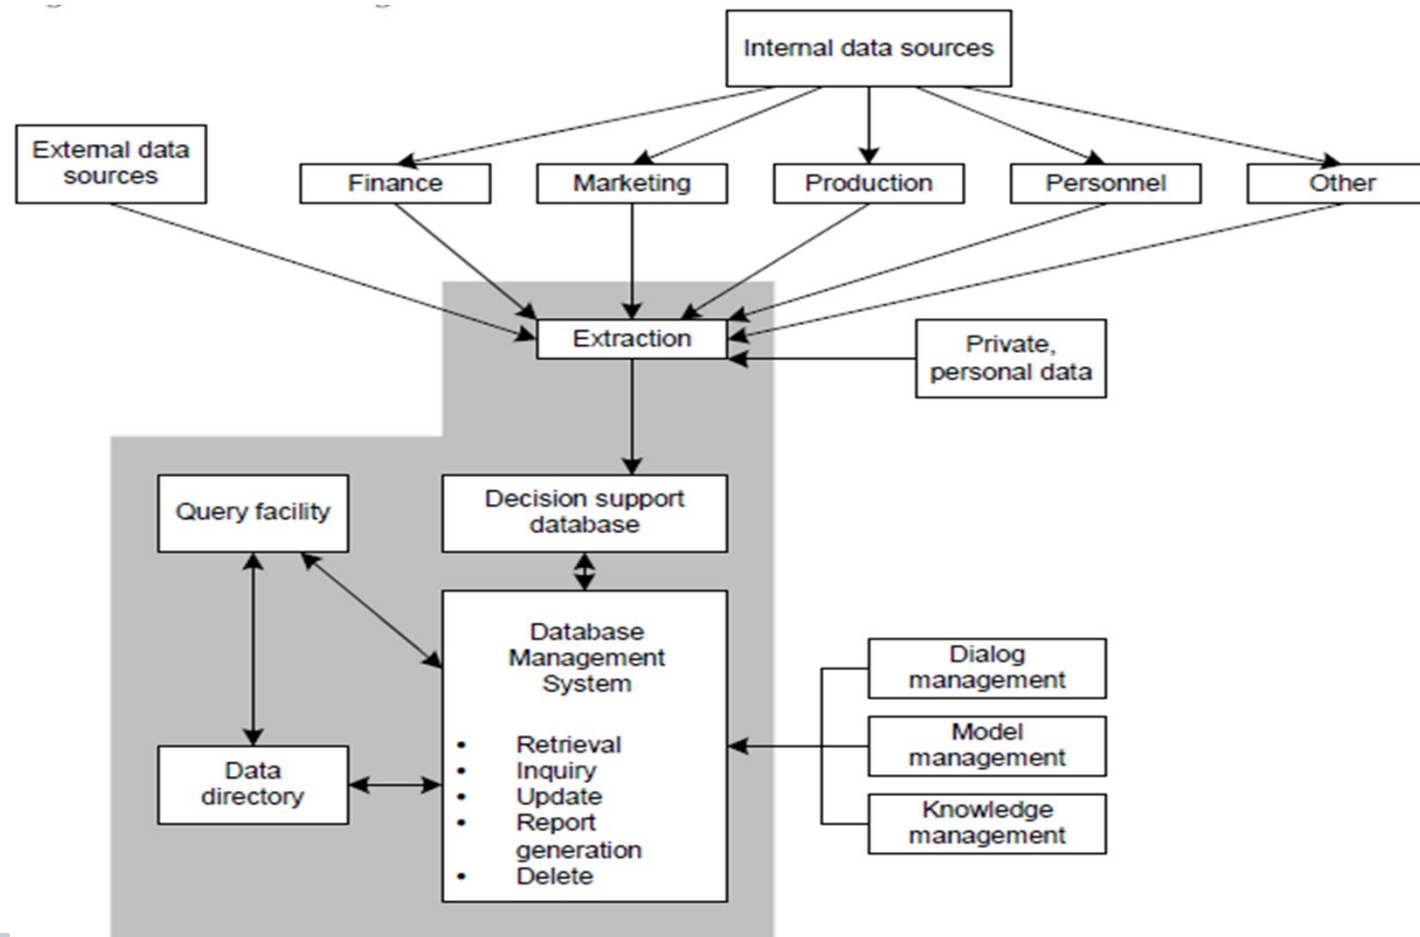 Internal data sources
External data
sources
Finance
Marketing
Production
Personnel
Other
Extraction
Private,
personal data
Query facility
Decision support
database
Database
Management
System
• Retrieval
• Inquiry
• Update
• Report
generation
• Delete
Data
directory
Dialog
management
Model
management
Knowledge
management